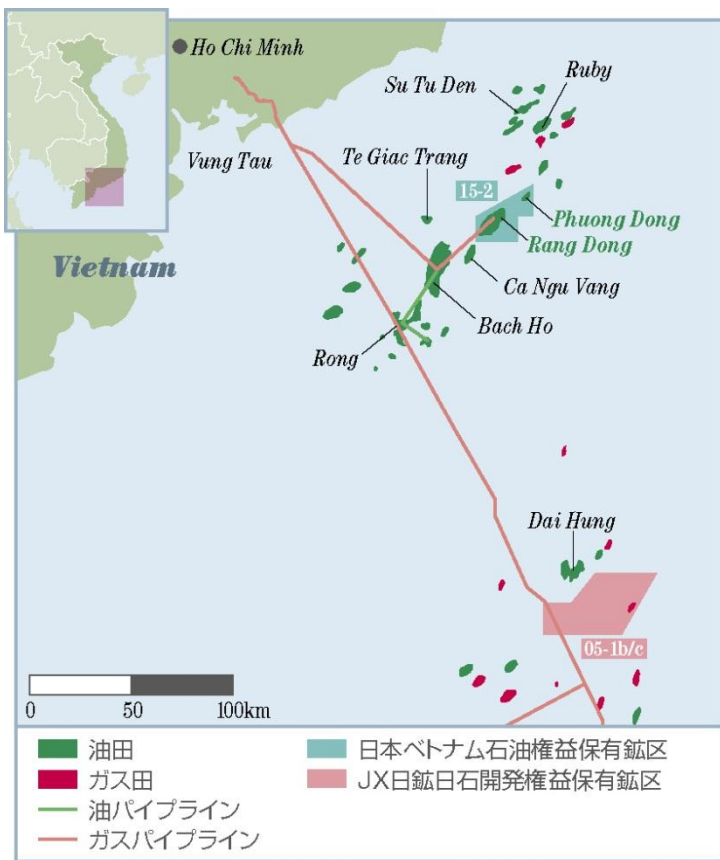 Ho Chi Minh
Su Tu Den
Ruby
Vung Tau
Te Giac Trang
15-2
Phuong Dong
Rang Dong
Vietnam
Ca Ngu Vang
Bach Ho
Rong
Dai Hung
05-1b/c
0 50 100km
油田
ガス田
油パイプライン
ガスパイプライン
日本ベトナム石油権益保有鉱区
JX日鉱日石開発権益保有鉱区